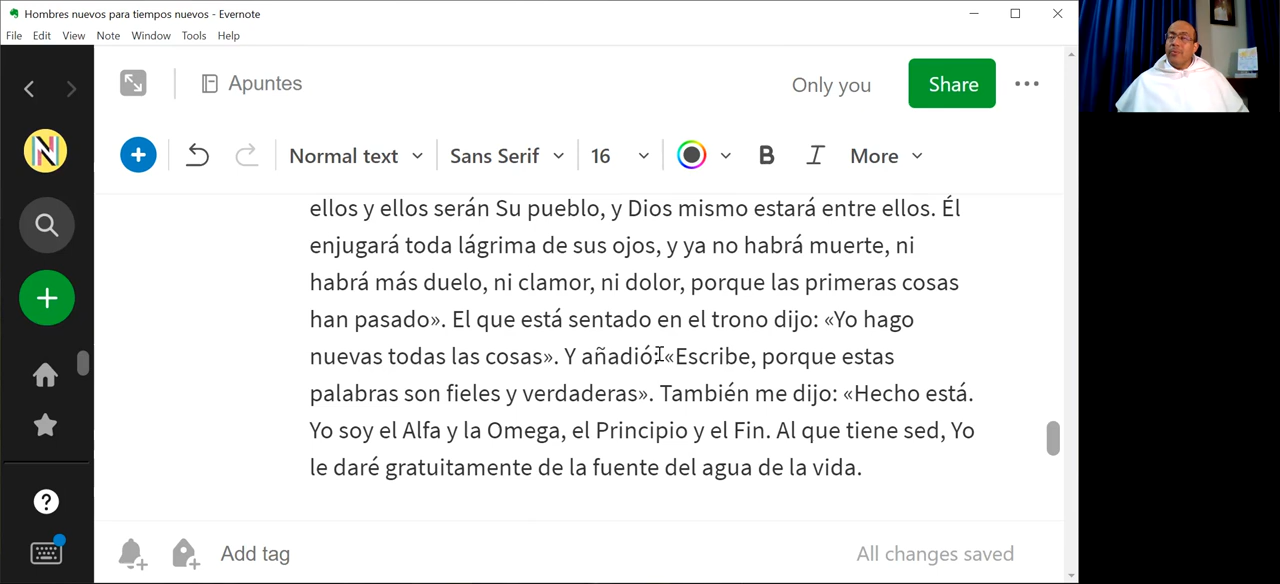 Hombres nuevos para tiempos nuevos - Evernote
File Edit View Note Window Tools Help
Apuntes
Only you
Share
Normal text
Sans Serif
16
B
I
More
ellos y ellos serán Su pueblo, y Dios mismo estará entre ellos. Él
enjugará toda lágrima de sus ojos, y ya no habrá muerte, ni
habrá más duelo, ni clamor, ni dolor, porque las primeras cosas
han pasado». El que está sentado en el trono dijo: «Yo hago
nuevas todas las cosas». Y añadió: «Escribe, porque estas
palabras son fieles y verdaderas». También me dijo: «Hecho está.
Yo soy el Alfa y la Omega, el Principio y el Fin. Al que tiene sed, Yo
le daré gratuitamente de la fuente del agua de la vida.
Add tag
All changes saved